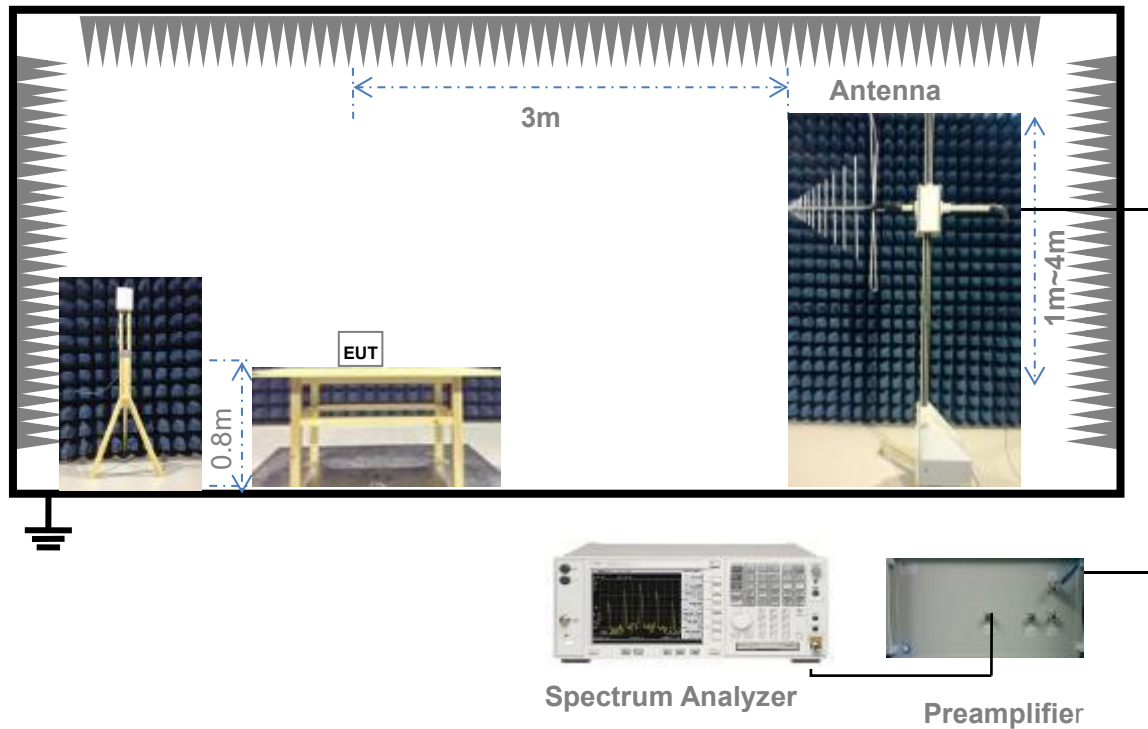 Antenna
3m
1m~4m
EUT
0.8m
Spectrum Analyzer
Preamplifier